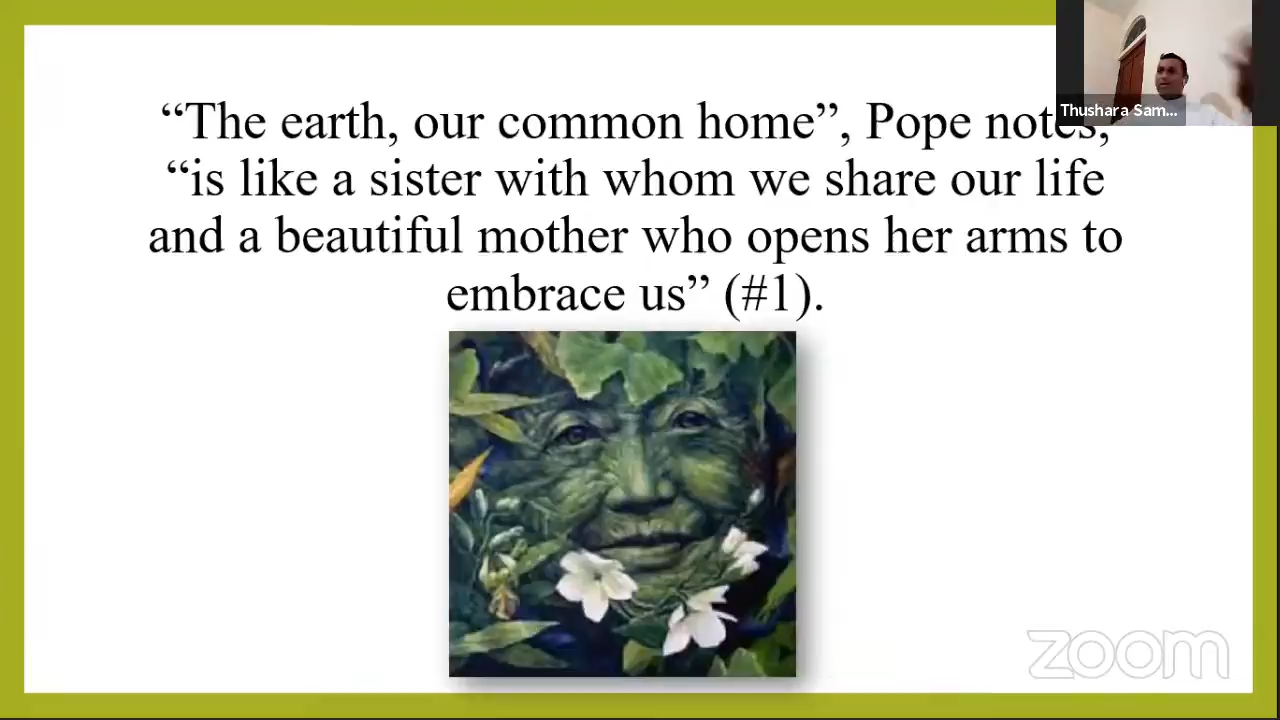 “The earth, our common home”, Pope notes,
“is like a sister with whom we share our life
and a beautiful mother who opens her arms to
embrace us” (#1).
Thushara Sam...
zoom